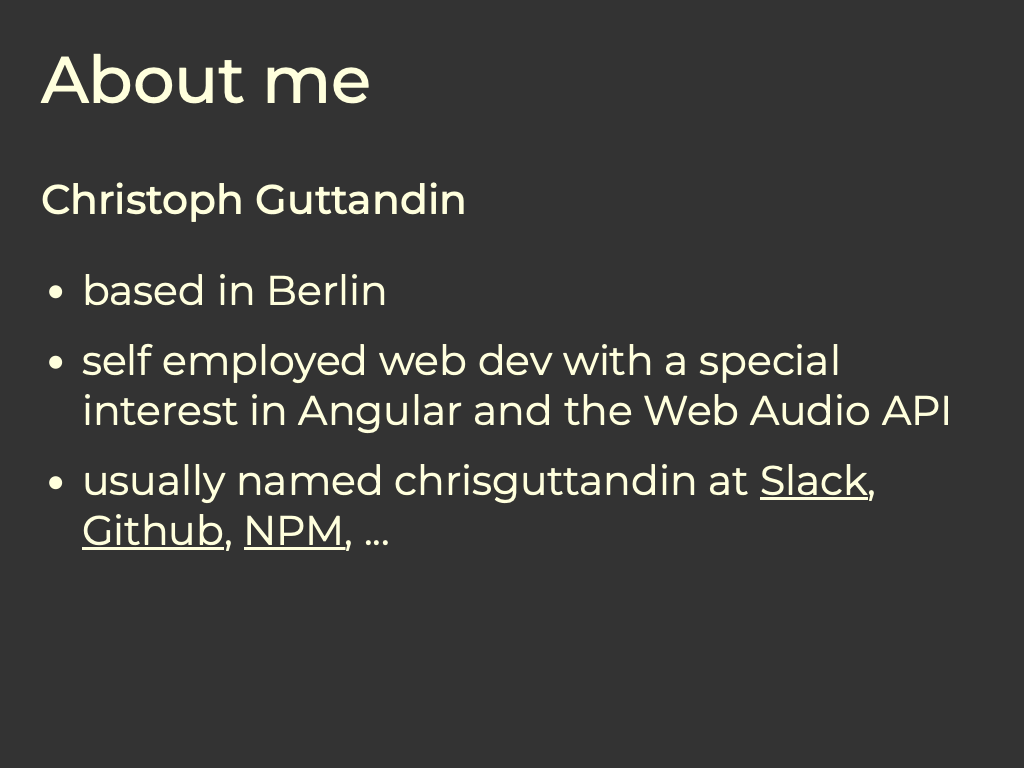 About me
Christoph Guttandin
• based in Berlin
• self employed web dev with a special
interest in Angular and the Web Audio API
• usually named chrisguttandin at Slack,
Github, NPM, ...